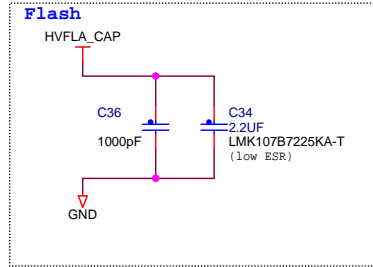 Flash
HVFLA_CAP
C36
1000pF
C34
2.2UF
LMK107B7225KA-T
(low ESR)
GND